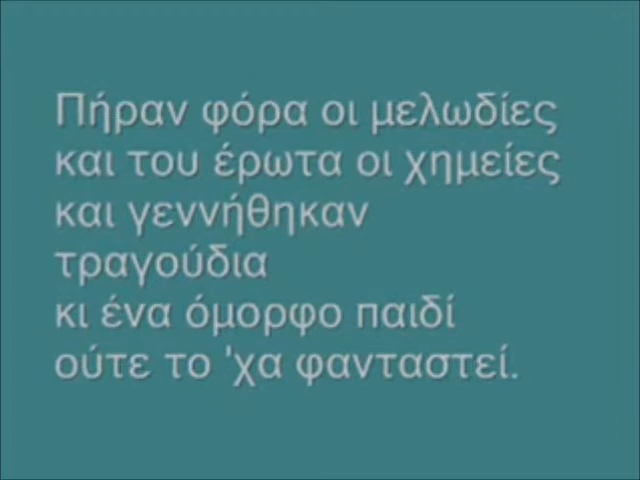 Πήραν φόρα οι μελωδίες
και του έρωτα οι χημείες
και γεννήθηκαν
τραγούδια
κι ένα όμορφο παιδί
ούτε το 'χα φανταστεί.